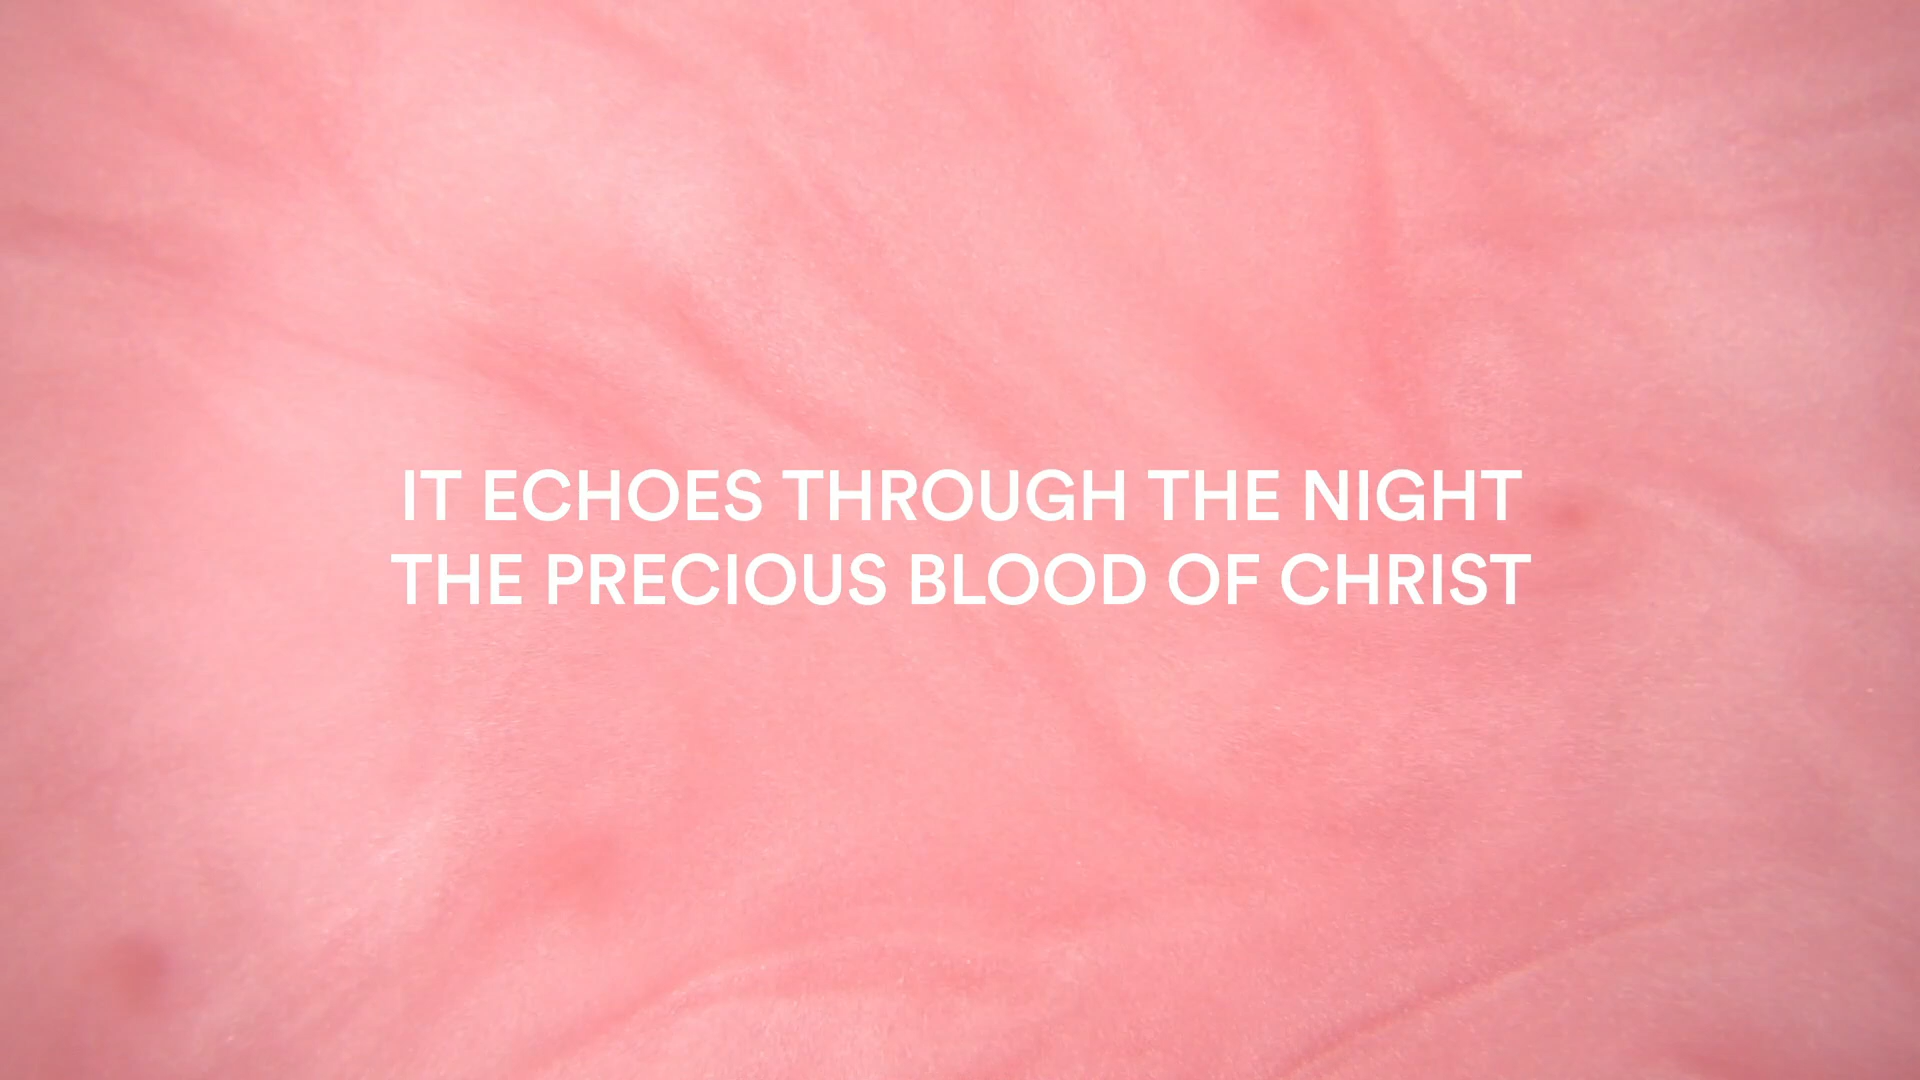 IT ECHOES THROUGH THE NIGHT
THE PRECIOUS BLOOD OF CHRIST